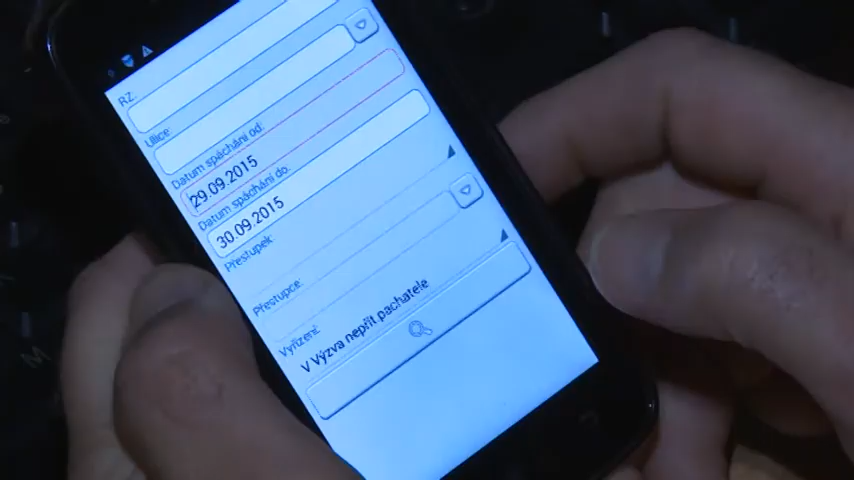 RZ:
Ulice:
Datum spáchání od:
29.09.2015
Datum spáchání do:
30.09.2015
Přestupek:
Přestupce:
Vyřízení:
V Výzva nepřít pachatele
M